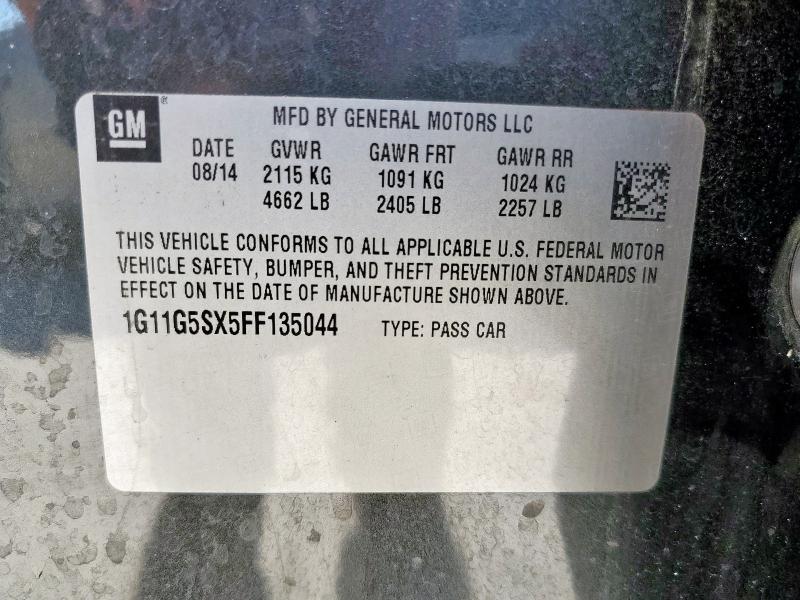 GM ®
MFD BY GENERAL MOTORS LLC
DATE GVWR GAWR FRT GAWR RR
08/14 2115 KG 1091 KG 1024 KG
4662 LB 2405 LB 2257 LB
THIS VEHICLE CONFORMS TO ALL APPLICABLE U.S. FEDERAL MOTOR
VEHICLE SAFETY, BUMPER, AND THEFT PREVENTION STANDARDS IN
EFFECT ON THE DATE OF MANUFACTURE SHOWN ABOVE.
1G11G5SX5FF135044 TYPE: PASS CAR